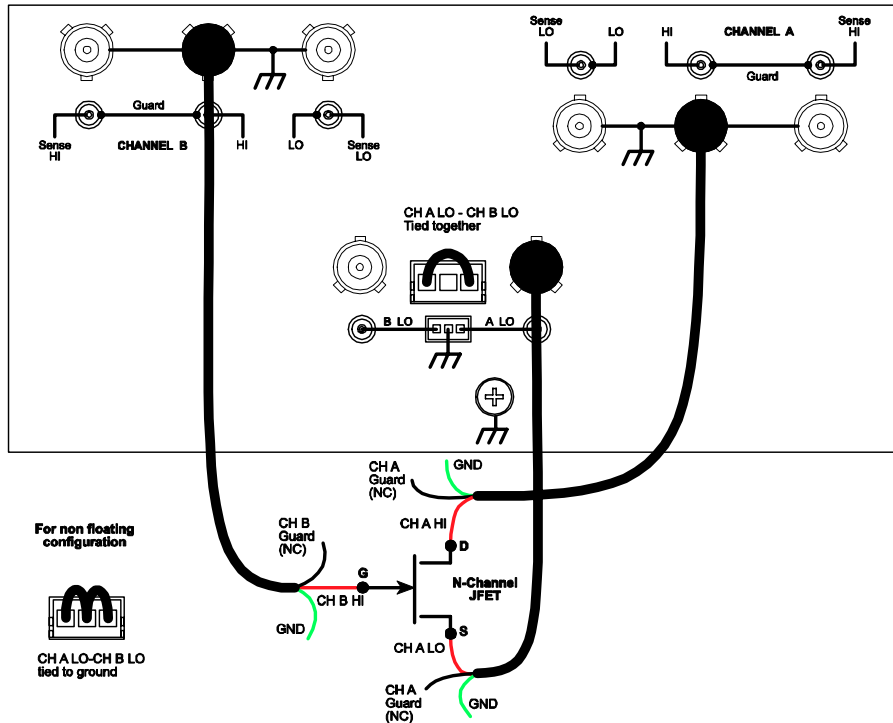 Sense
LO
LO
HI
CHANNEL A
Sense
HI
Guard
Guard
Sense
HI
CHANNEL B
HI
LO
Sense
LO
CH A LO - CH B LO
Tied together
B LO
A LO
CH A
Guard
(NC)
GND
CH A HI
D
For non floating
configuration
CH B
Guard
(NC)
G
CH B HI
N-Channel
JFET
GND
S
CH A LO
CH A LO-CH B LO
tied to ground
CH A
Guard
(NC)
GND